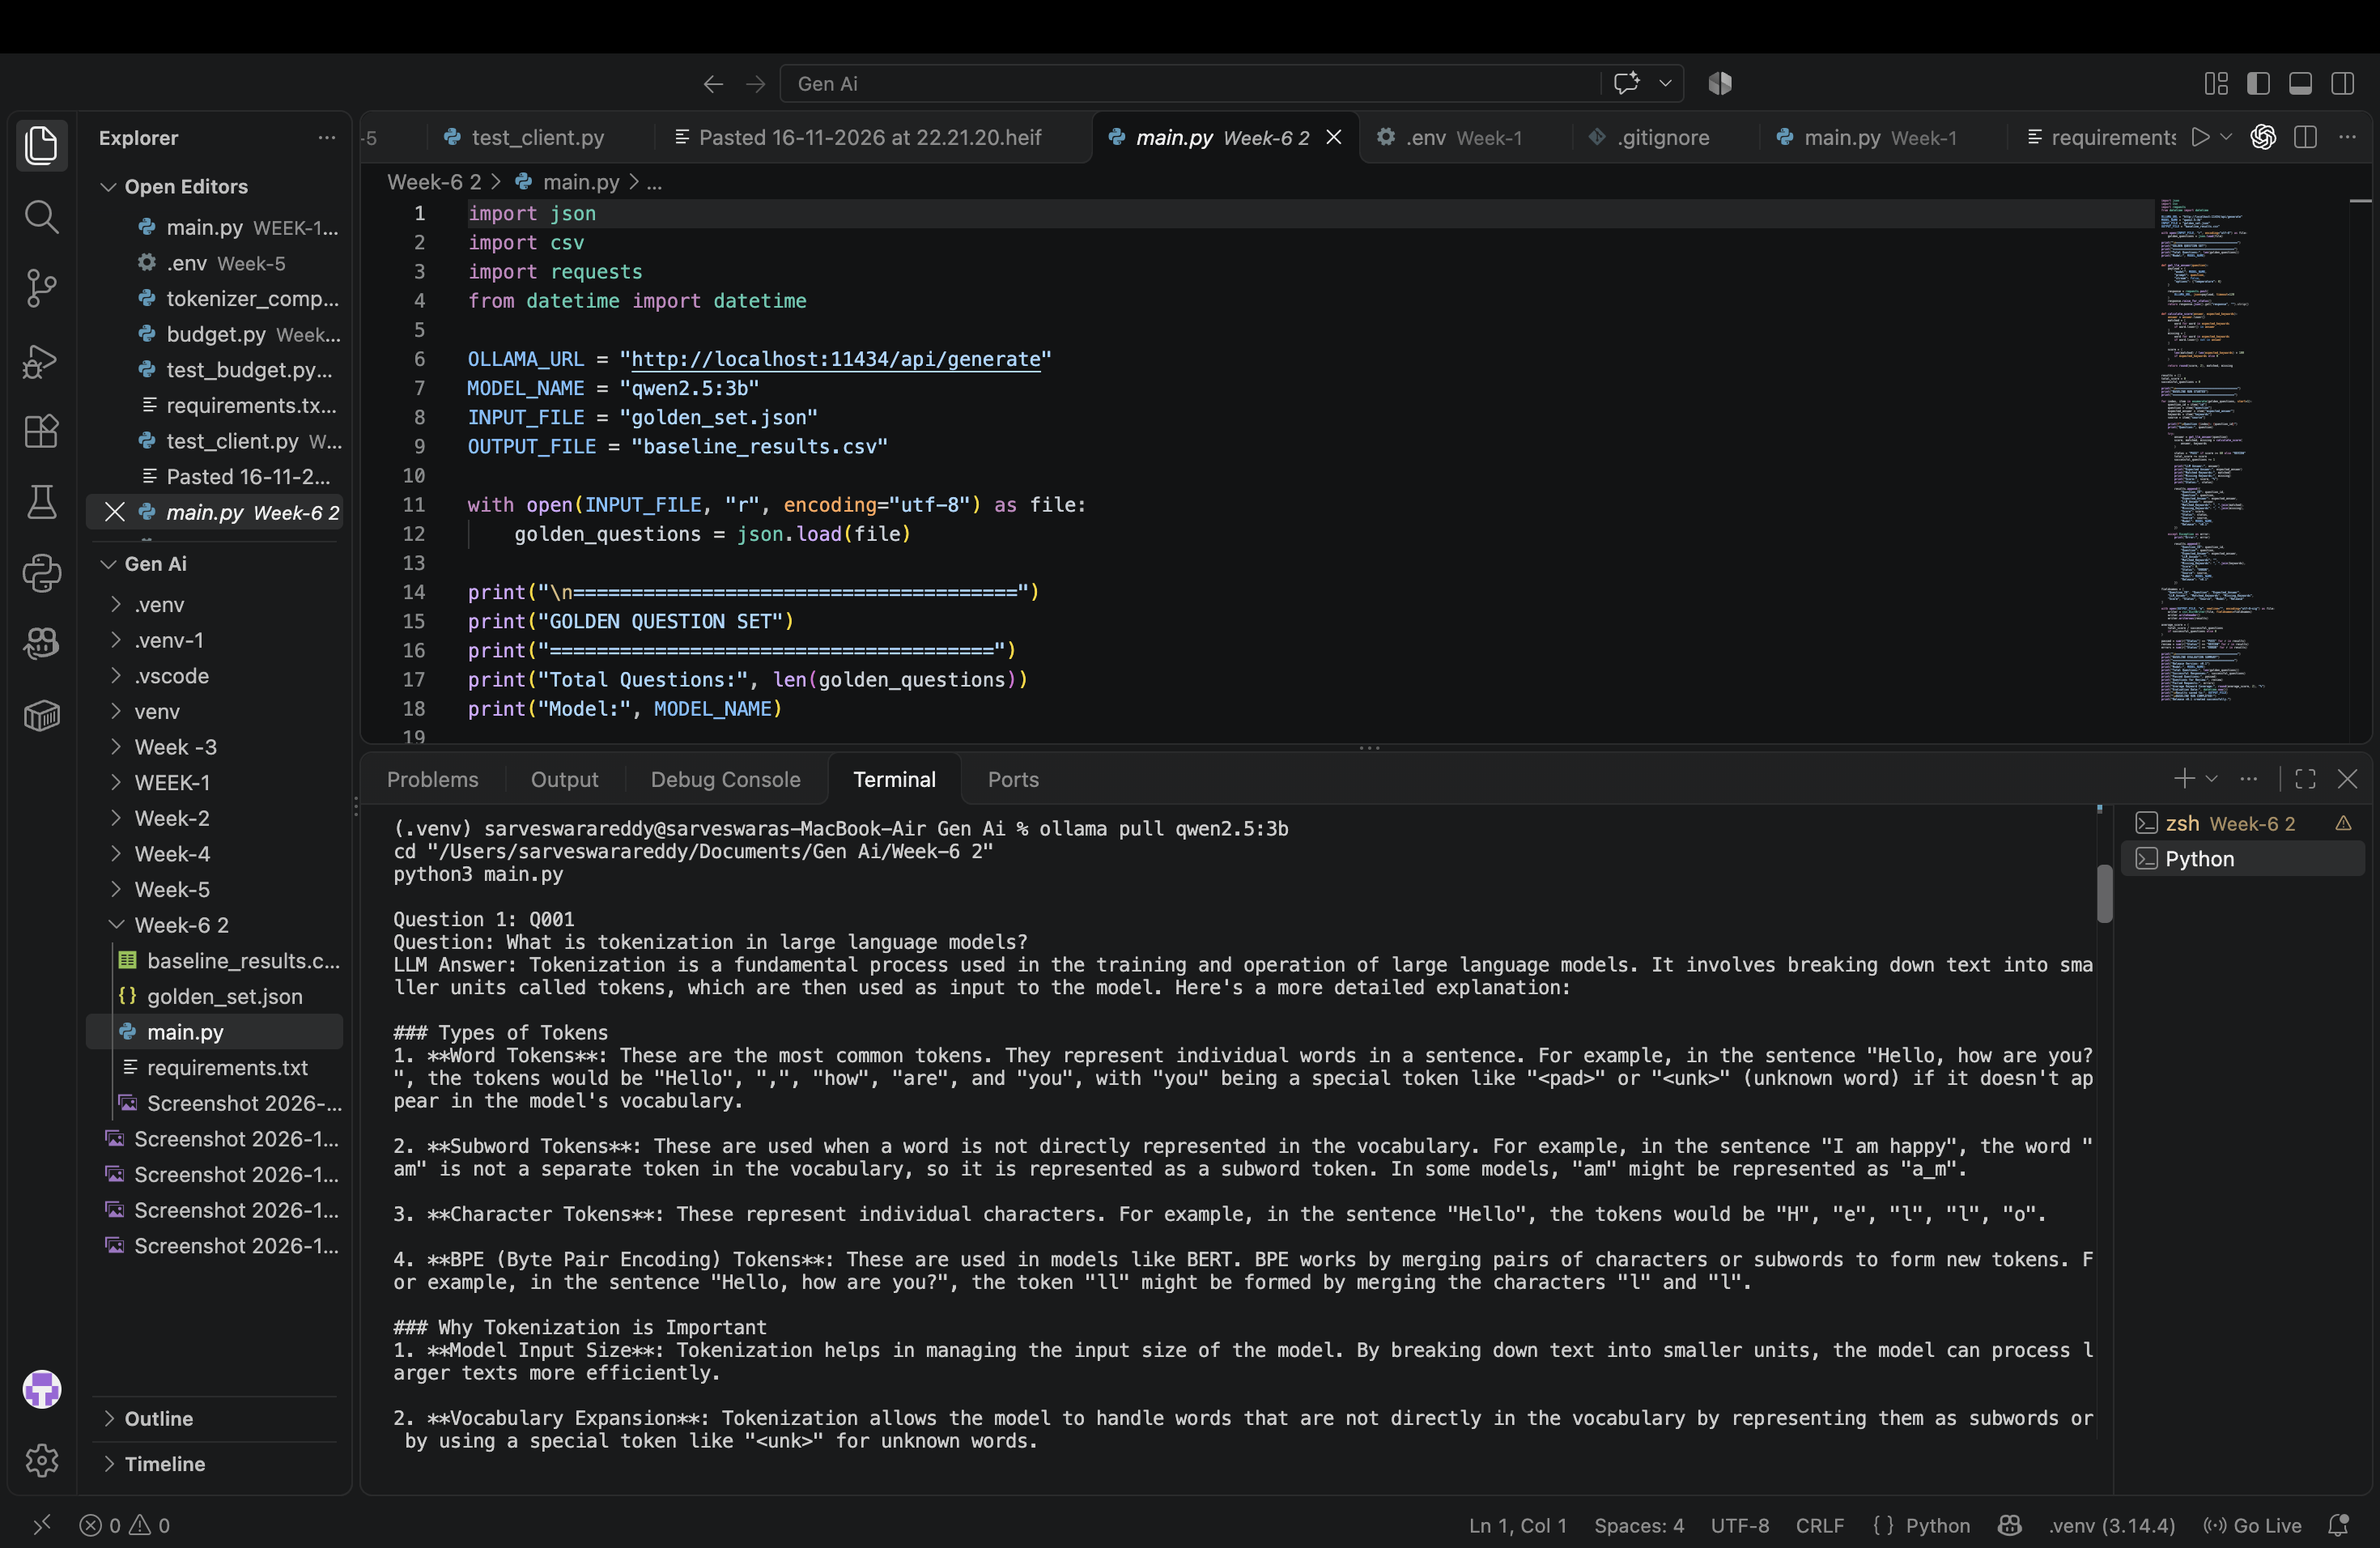 Gen Ai
Explorer
Open Editors
main.py WEEK-1...
.env Week-5
tokenizer_comp...
budget.py Week...
test_budget.py...
requirements.tx...
test_client.py W...
Pasted 16-11-2...
main.py Week-6 2
Gen Ai
.venv
.venv-1
.vscode
venv
Week -3
WEEK-1
Week-2
Week-4
Week-5
Week-6 2
baseline_results.c...
golden_set.json
main.py
requirements.txt
Screenshot 2026-...
Screenshot 2026-1...
Screenshot 2026-1...
Screenshot 2026-1...
Screenshot 2026-1...
Outline
Timeline
-5 test_client.py Pasted 16-11-2026 at 22.21.20.heif main.py Week-6 2 .env Week-1 .gitignore main.py Week-1 requirements
Week-6 2 > main.py > ...
1 import json
2 import csv
3 import requests
4 from datetime import datetime
5
6 OLLAMA_URL = "http://localhost:11434/api/generate"
7 MODEL_NAME = "qwen2.5:3b"
8 INPUT_FILE = "golden_set.json"
9 OUTPUT_FILE = "baseline_results.csv"
10
11 with open(INPUT_FILE, "r", encoding="utf-8") as file:
12 golden_questions = json.load(file)
13
14 print("\n======================================")
15 print("GOLDEN QUESTION SET")
16 print("======================================")
17 print("Total Questions:", len(golden_questions))
18 print("Model:", MODEL_NAME)
19
Problems Output Debug Console Terminal Ports
(.venv) sarveswarareddy@sarveswaras-MacBook-Air Gen Ai % ollama pull qwen2.5:3b
cd "/Users/sarveswarareddy/Documents/Gen Ai/Week-6 2"
python3 main.py
Question 1: Q001
Question: What is tokenization in large language models?
LLM Answer: Tokenization is a fundamental process used in the training and operation of large language models. It involves breaking down text into sma
ller units called tokens, which are then used as input to the model. Here's a more detailed explanation:
### Types of Tokens
1. **Word Tokens**: These are the most common tokens. They represent individual words in a sentence. For example, in the sentence "Hello, how are you?
", the tokens would be "Hello", ",", "how", "are", and "you", with "you" being a special token like "<pad>" or "<unk>" (unknown word) if it doesn't ap
pear in the model's vocabulary.
2. **Subword Tokens**: These are used when a word is not directly represented in the vocabulary. For example, in the sentence "I am happy", the word "
am" is not a separate token in the vocabulary, so it is represented as a subword token. In some models, "am" might be represented as "a_m".
3. **Character Tokens**: These represent individual characters. For example, in the sentence "Hello", the tokens would be "H", "e", "l", "l", "o".
4. **BPE (Byte Pair Encoding) Tokens**: These are used in models like BERT. BPE works by merging pairs of characters or subwords to form new tokens. F
or example, in the sentence "Hello, how are you?", the token "ll" might be formed by merging the characters "l" and "l".
### Why Tokenization is Important
1. **Model Input Size**: Tokenization helps in managing the input size of the model. By breaking down text into smaller units, the model can process l
arger texts more efficiently.
2. **Vocabulary Expansion**: Tokenization allows the model to handle words that are not directly in the vocabulary by representing them as subwords or
by using a special token like "<unk>" for unknown words.
zsh Week-6 2
Python
0 0
Ln 1, Col 1 Spaces: 4 UTF-8 CRLF { } Python .venv (3.14.4) Go Live